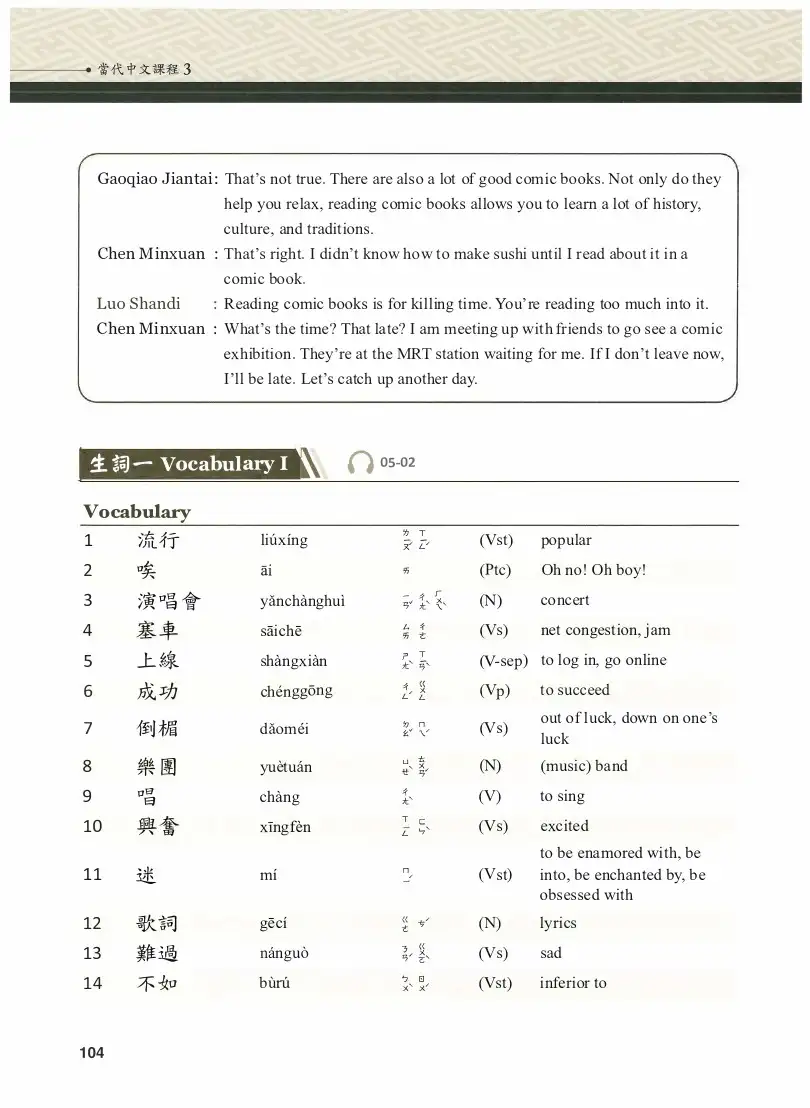 當代中文課程 3
Gaoqiao Jiantai: That's not true. There are also a lot of good comic books. Not only do they
help you relax, reading comic books allows you to learn a lot of history,
culture, and traditions.
Chen Minxuan : That's right. I didn't know how to make sushi until I read about it in a
comic book.
Luo Shandi : Reading comic books is for killing time. You're reading too much into it.
Chen Minxuan : What's the time? That late? I am meeting up with friends to go see a comic
exhibition. They're at the MRT station waiting for me. If I don't leave now,
I'll be late. Let's catch up another day.
生詞一 Vocabulary I 05-02
Vocabulary
1 流行 liúxíng ㄌㄧㄡˊ ㄒㄧㄥˊ (Vst) popular
2 唉 āi ㄞ (Ptc) Oh no! Oh boy!
3 演唱會 yǎnchànghuì ㄧㄢˇ ㄔㄤˋ ㄏㄨㄟˋ (N) concert
4 塞車 sāichē ㄙㄞ ㄔㄜ (Vs) net congestion, jam
5 上線 shàngxiàn ㄕㄤˋ ㄒㄧㄢˋ (V-sep) to log in, go online
6 成功 chénggōng ㄔㄥˊ ㄍㄨㄥ (Vp) to succeed
7 倒楣 dǎoméi ㄉㄠˇ ㄇㄟˊ (Vs) out of luck, down on one's
luck
8 樂團 yuètuán ㄩㄝˋ ㄊㄨㄢˊ (N) (music) band
9 唱 chàng ㄔㄤˋ (V) to sing
10 興奮 xīngfèn ㄒㄧㄥ ㄈㄣˋ (Vs) excited
11 迷 mí ㄇㄧˊ (Vst) to be enamored with, be
into, be enchanted by, be
obsessed with
12 歌詞 gēcí ㄍㄜ ㄘˊ (N) lyrics
13 難過 nánguò ㄋㄢˊ ㄍㄨㄛˋ (Vs) sad
14 不如 bùrú ㄅㄨˋ ㄖㄨˊ (Vst) inferior to
104